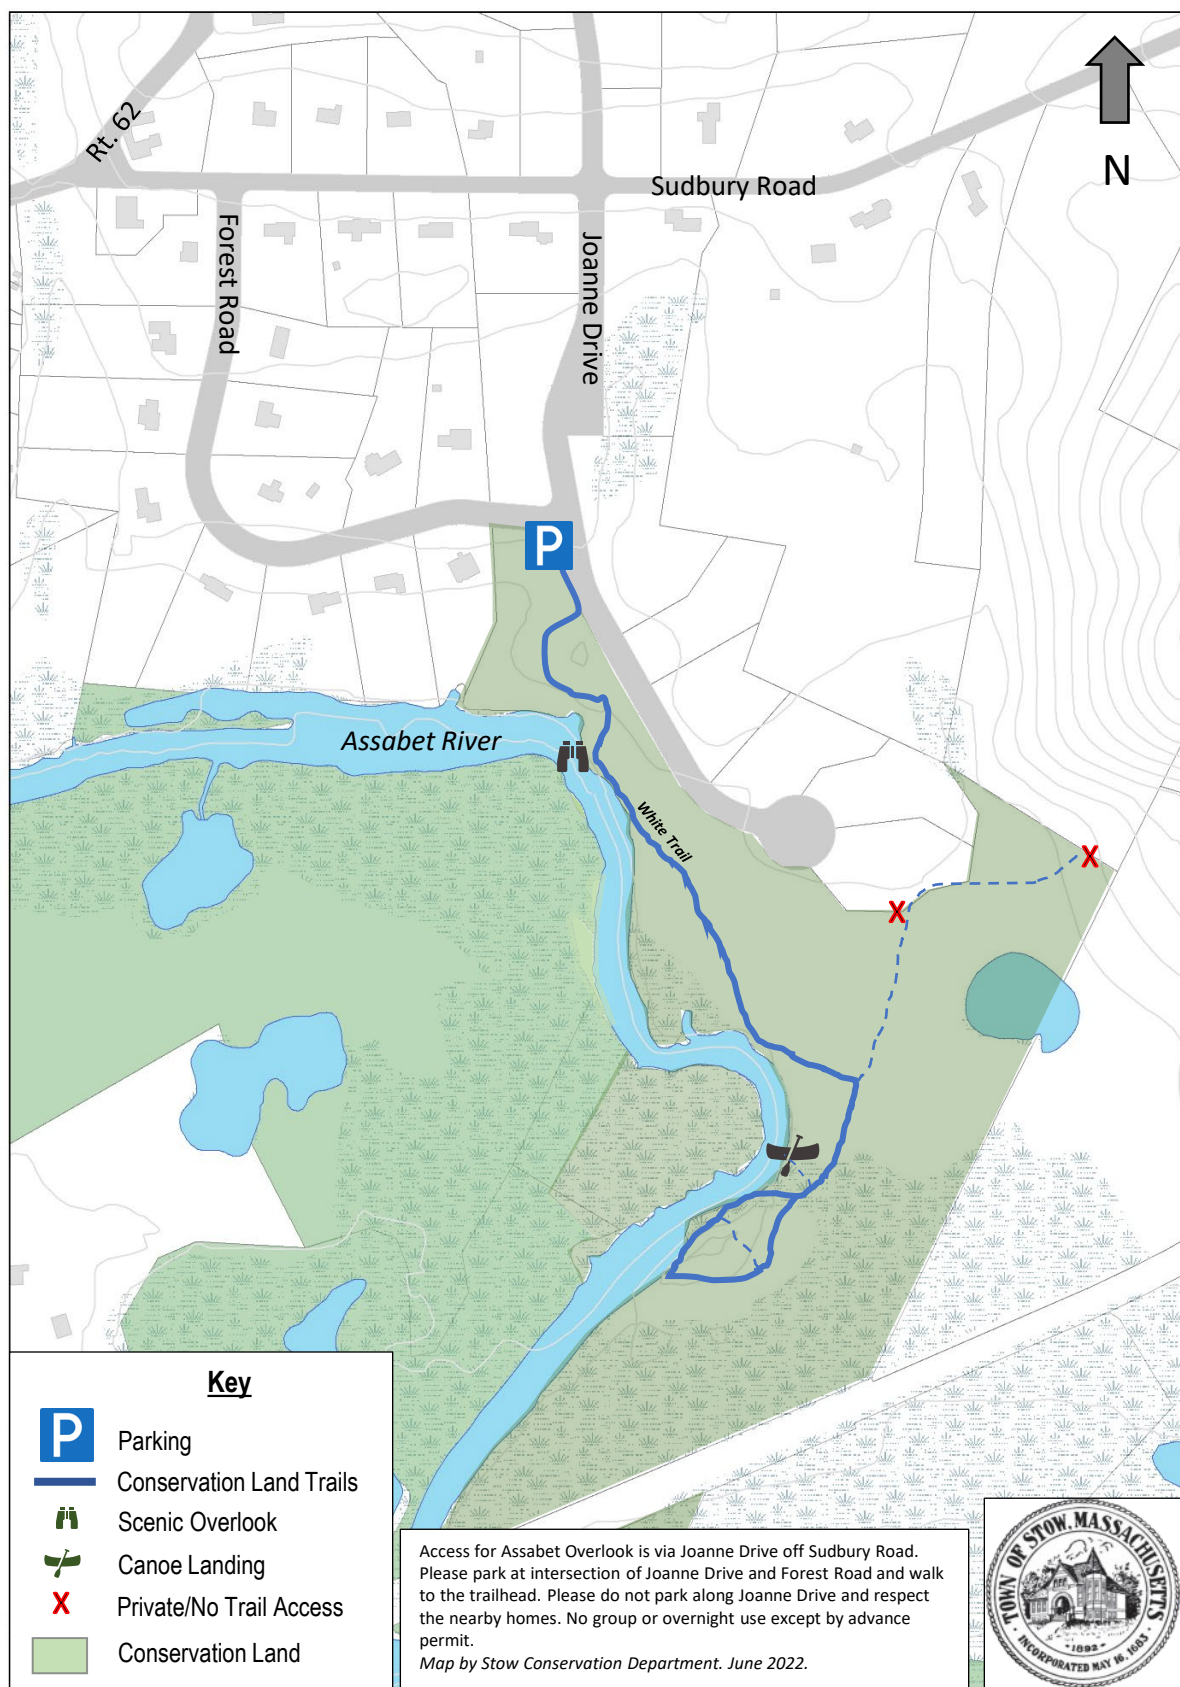 Rt. 62
N
Sudbury Road
Forest Road
Joanne Drive
P
Assabet River
White Trail
X
X
Key
P Parking
Conservation Land Trails
Scenic Overlook
Canoe Landing
X Private/No Trail Access
Conservation Land
Access for Assabet Overlook is via Joanne Drive off Sudbury Road.
Please park at intersection of Joanne Drive and Forest Road and walk
to the trailhead. Please do not park along Joanne Drive and respect
the nearby homes. No group or overnight use except by advance
permit.
Map by Stow Conservation Department. June 2022.
TOWN OF STOW, MASSACHUSETTS
·1892·
· INCORPORATED MAY 16, 1683 ·